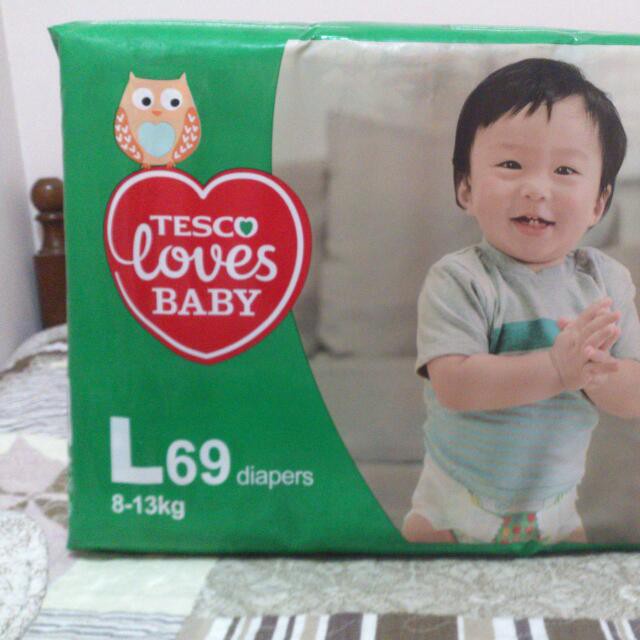 TESCO
loves
BABY
L69 diapers
8-13kg